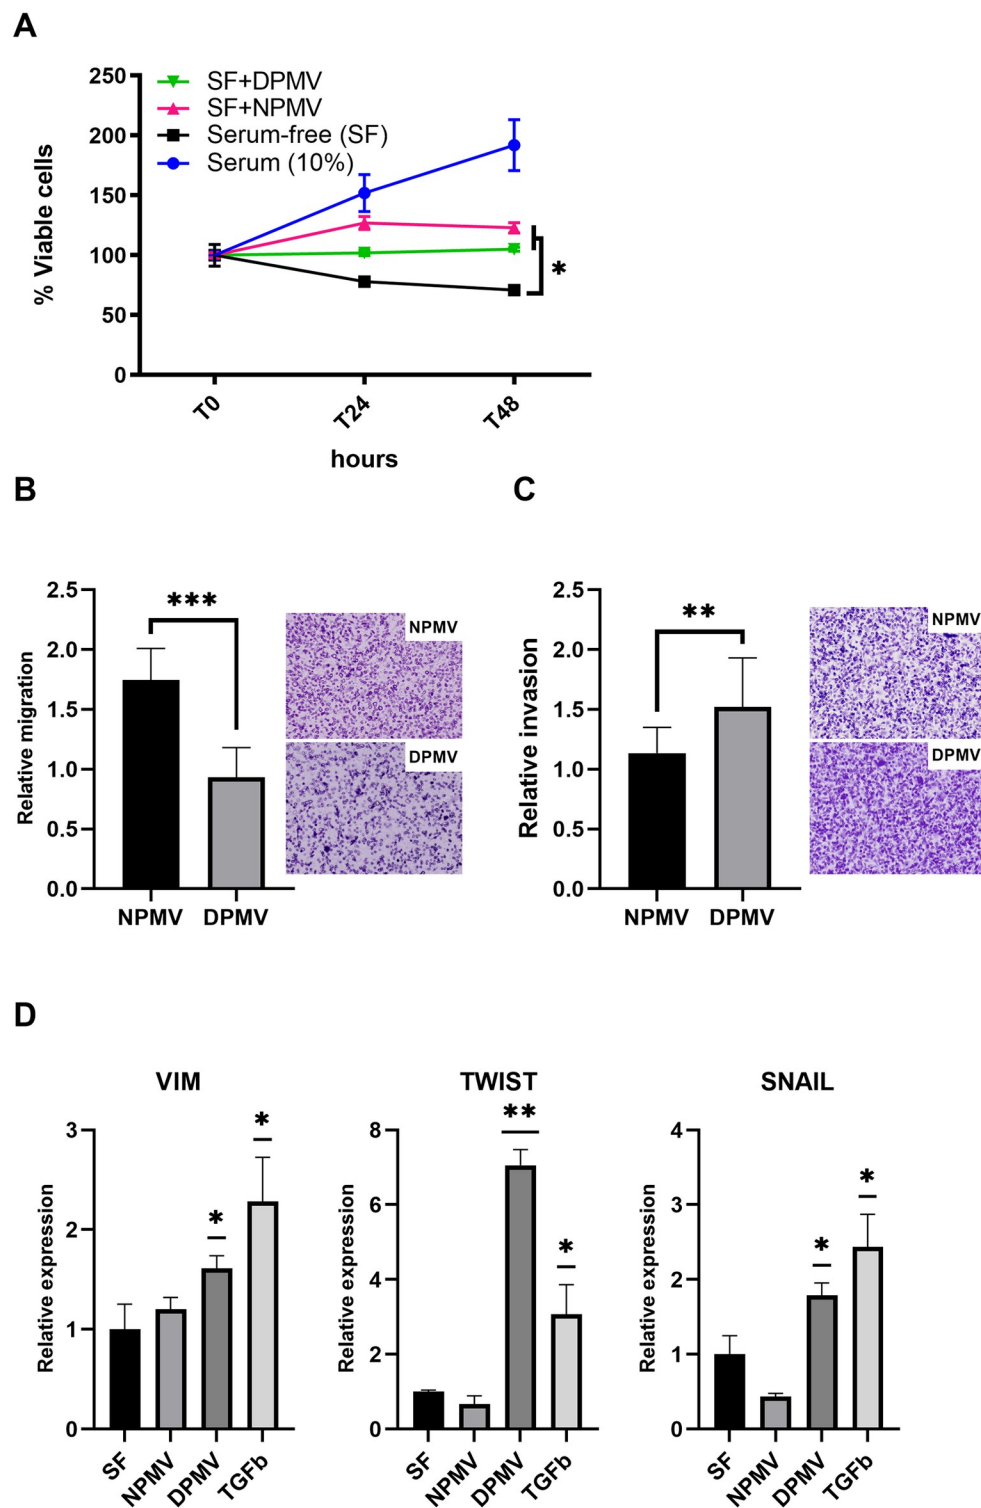 A
250
200
150
100
50
0
% Viable cells
SF+DPMV
SF+NPMV
Serum-free (SF)
Serum (10%)
*
T0
T24
T48
hours
B
2.5
2.0
1.5
1.0
0.5
0.0
Relative migration
***
NPMV
DPMV
NPMV
DPMV
C
2.5
2.0
1.5
1.0
0.5
0.0
Relative invasion
**
NPMV
DPMV
NPMV
DPMV
D
VIM
3
2
1
0
Relative expression
*
*
SF
NPMV
DPMV
TGFb
TWIST
8
6
4
2
0
Relative expression
**
*
SF
NPMV
DPMV
TGFb
SNAIL
4
3
2
1
0
Relative expression
*
*
SF
NPMV
DPMV
TGFb